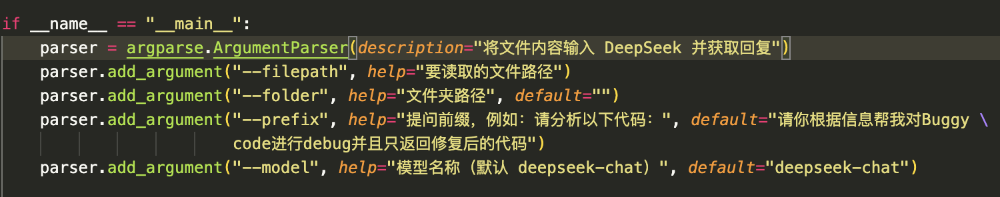 if __name__ == "__main__":
    parser = argparse.ArgumentParser(description="将文件内容输入 DeepSeek 并获取回复")
    parser.add_argument("--filepath", help="要读取的文件路径")
    parser.add_argument("--folder", help="文件夹路径", default="")
    parser.add_argument("--prefix", help="提问前缀，例如：请分析以下代码：", default="请你根据信息帮我对Buggy \
                        code进行debug并且只返回修复后的代码")
    parser.add_argument("--model", help="模型名称（默认 deepseek-chat）", default="deepseek-chat")